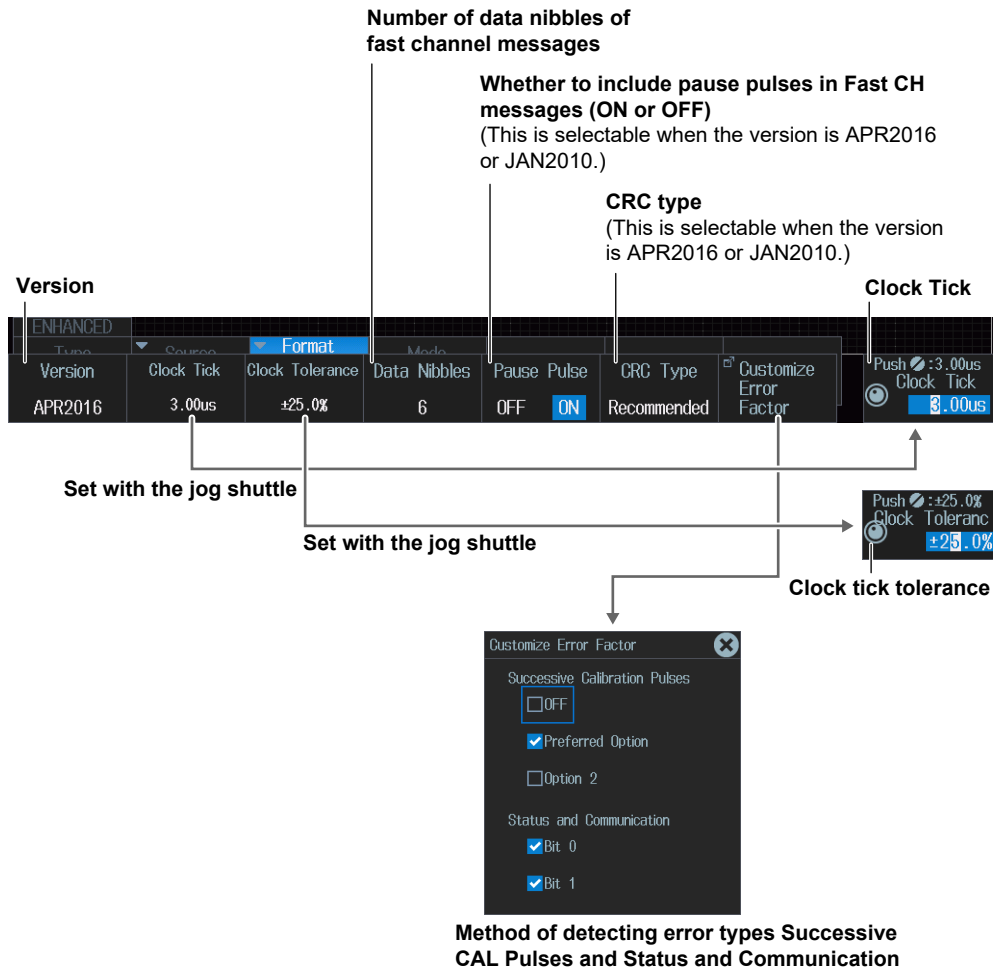 Number of data nibbles of
fast channel messages
Whether to include pause pulses in Fast CH
messages (ON or OFF)
(This is selectable when the version is APR2016
or JAN2010.)
CRC type
(This is selectable when the version
is APR2016 or JAN2010.)
Version
Clock Tick
ENHANCED
Type Source Format Mode
Version Clock Tick Clock Tolerance Data Nibbles Pause Pulse CRC Type Customize
Error
Factor
APR2016 3.00us ±25.0% 6 OFF ON Recommended
Push :3.00us
Clock Tick
3.00us
Set with the jog shuttle
Push :±25.0%
Clock Toleranc
±25.0%
Set with the jog shuttle
Clock tick tolerance
Customize Error Factor
Successive Calibration Pulses
OFF
Preferred Option
Option 2
Status and Communication
Bit 0
Bit 1
Method of detecting error types Successive
CAL Pulses and Status and Communication